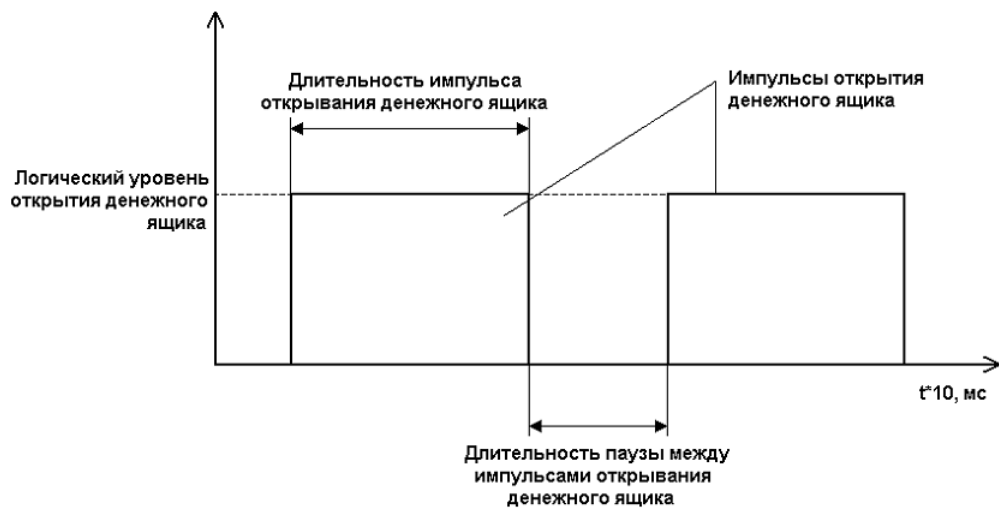 Длительность импульса
открывания денежного ящика
Импульсы открытия
денежного ящика
Логический уровень
открытия денежного
ящика
t*10, мс
Длительность паузы между
импульсами открывания
денежного ящика